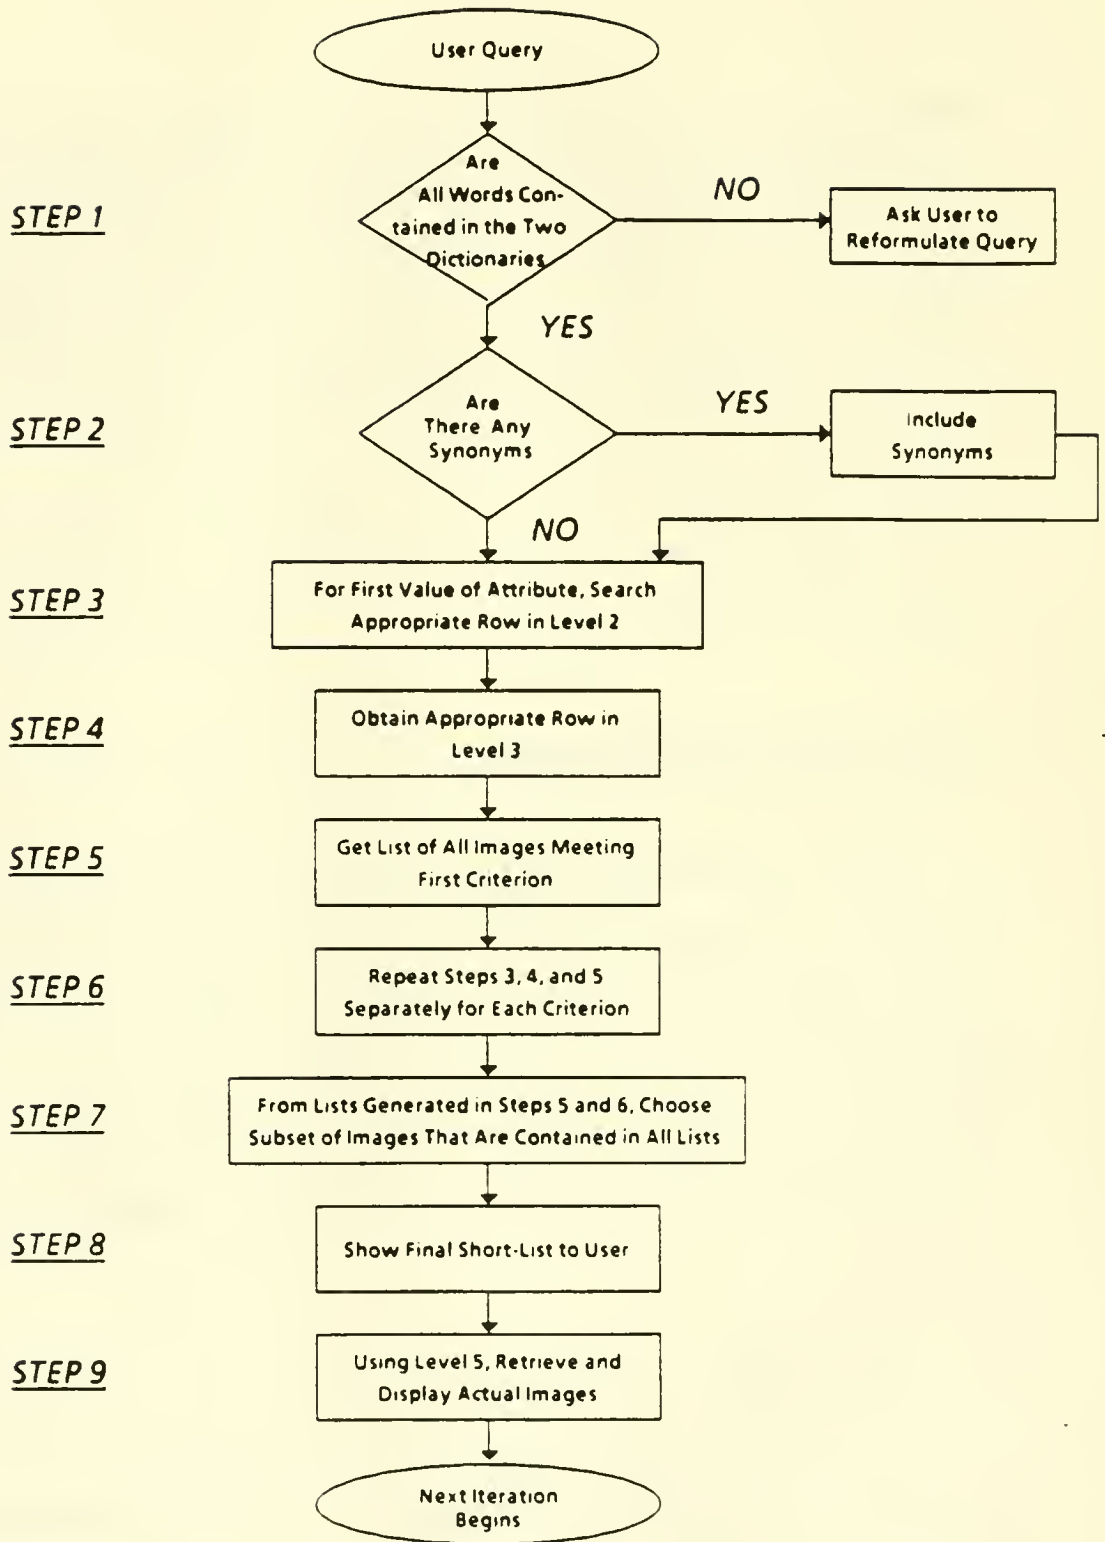 User Query
STEP 1
Are
All Words Con-
tained in the Two
Dictionaries
NO
Ask User to
Reformulate Query
YES
STEP 2
Are
There Any
Synonyms
YES
Include
Synonyms
NO
STEP 3
For First Value of Attribute, Search
Appropriate Row in Level 2
STEP 4
Obtain Appropriate Row in
Level 3
STEP 5
Get List of All Images Meeting
First Criterion
STEP 6
Repeat Steps 3, 4, and 5
Separately for Each Criterion
STEP 7
From Lists Generated in Steps 5 and 6, Choose
Subset of Images That Are Contained in All Lists
STEP 8
Show Final Short-List to User
STEP 9
Using Level 5, Retrieve and
Display Actual Images
Next Iteration
Begins